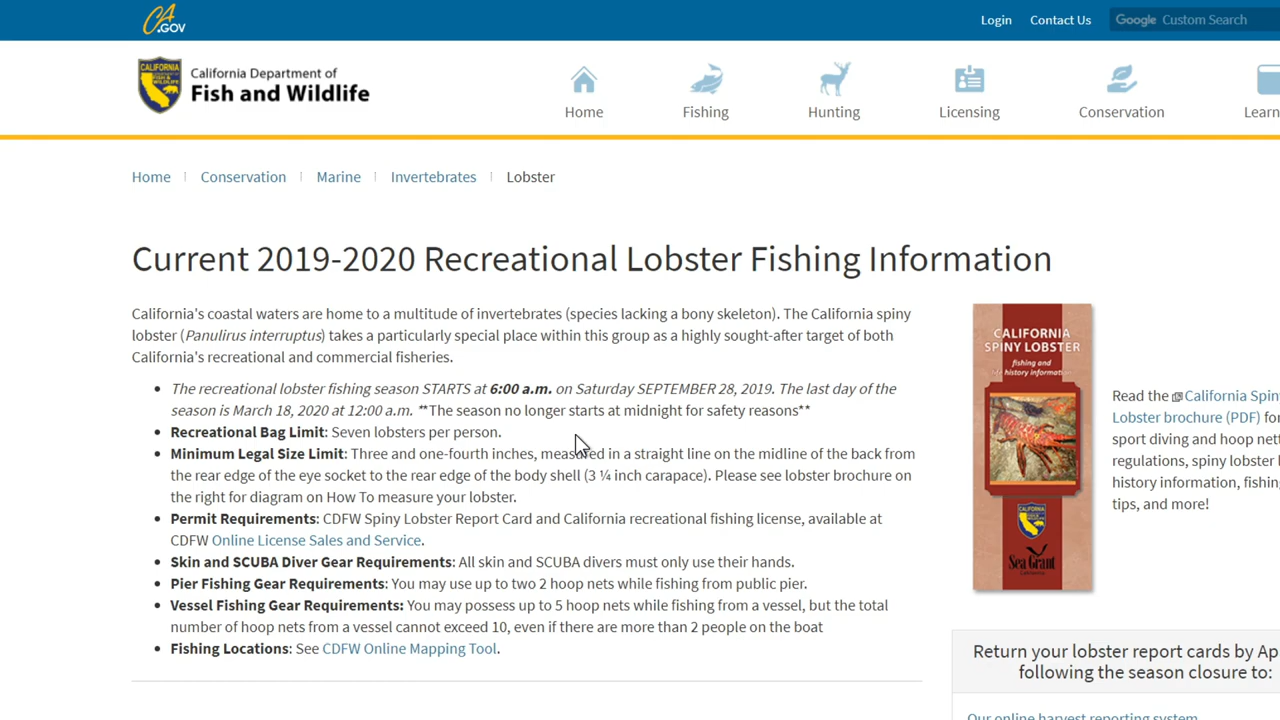 CA.GOV
Login
Contact Us
Google Custom Search
California Department of
Fish and Wildlife
Home
Fishing
Hunting
Licensing
Conservation
Learn
Home
Conservation
Marine
Invertebrates
Lobster
Current 2019-2020 Recreational Lobster Fishing Information
California's coastal waters are home to a multitude of invertebrates (species lacking a bony skeleton). The California spiny
lobster (Panulirus interruptus) takes a particularly special place within this group as a highly sought-after target of both
California's recreational and commercial fisheries.
• The recreational lobster fishing season STARTS at 6:00 a.m. on Saturday SEPTEMBER 28, 2019. The last day of the
season is March 18, 2020 at 12:00 a.m. **The season no longer starts at midnight for safety reasons**
• Recreational Bag Limit: Seven lobsters per person.
• Minimum Legal Size Limit: Three and one-fourth inches, measured in a straight line on the midline of the back from
the rear edge of the eye socket to the rear edge of the body shell (3 ¼ inch carapace). Please see lobster brochure on
the right for diagram on How To measure your lobster.
• Permit Requirements: CDFW Spiny Lobster Report Card and California recreational fishing license, available at
CDFW Online License Sales and Service.
• Skin and SCUBA Diver Gear Requirements: All skin and SCUBA divers must only use their hands.
• Pier Fishing Gear Requirements: You may use up to two 2 hoop nets while fishing from public pier.
• Vessel Fishing Gear Requirements: You may possess up to 5 hoop nets while fishing from a vessel, but the total
number of hoop nets from a vessel cannot exceed 10, even if there are more than 2 people on the boat
• Fishing Locations: See CDFW Online Mapping Tool.
CALIFORNIA
SPINY LOBSTER
fishing and
life history information
Sea Grant
California
Read the California Spin
Lobster brochure (PDF) fo
sport diving and hoop net
regulations, spiny lobster
history information, fishing
tips, and more!
Return your lobster report cards by Ap
following the season closure to:
Our online harvest reporting system